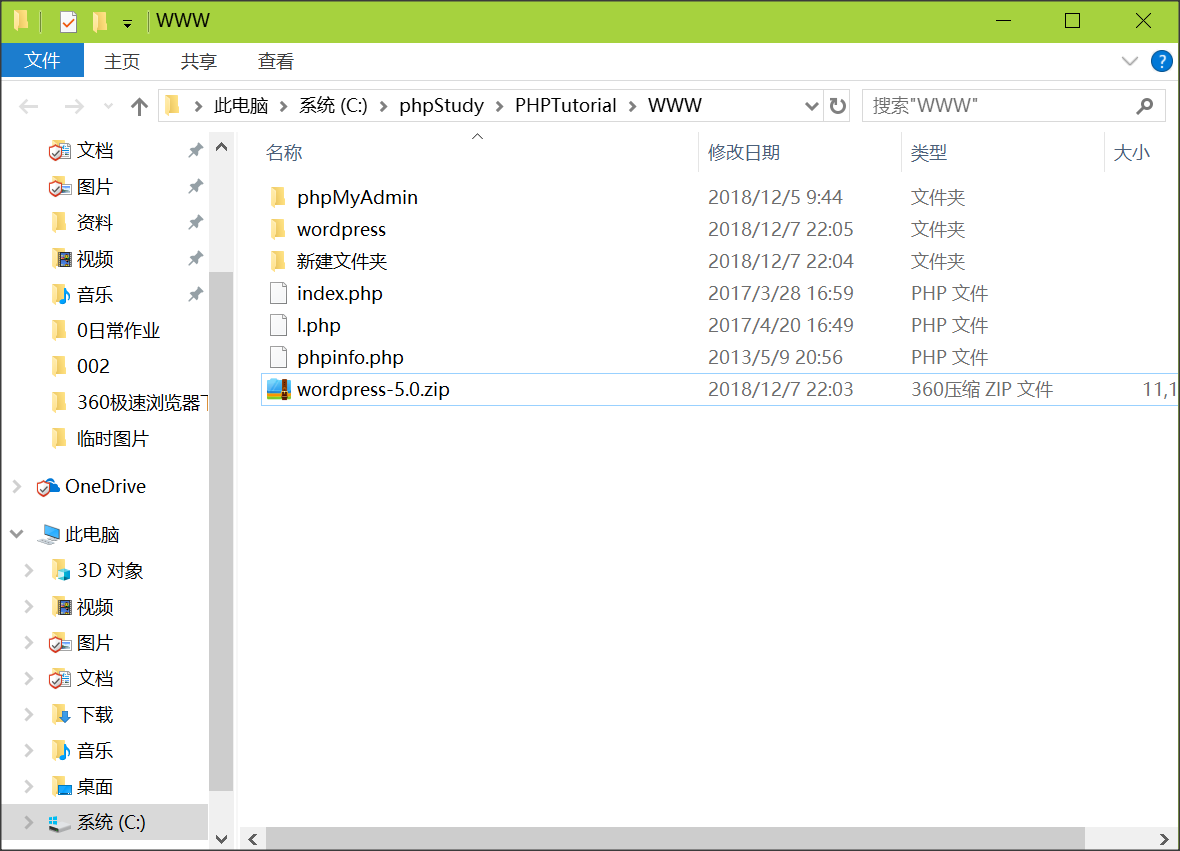 WWW
文件 主页 共享 查看 ?
此电脑 系统 (C:) phpStudy PHPTutorial WWW 搜索"WWW"
名称 修改日期 类型 大小
phpMyAdmin 2018/12/5 9:44 文件夹
wordpress 2018/12/7 22:05 文件夹
新建文件夹 2018/12/7 22:04 文件夹
index.php 2017/3/28 16:59 PHP 文件
l.php 2017/4/20 16:49 PHP 文件
phpinfo.php 2013/5/9 20:56 PHP 文件
wordpress-5.0.zip 2018/12/7 22:03 360压缩 ZIP 文件 11,1
文档
图片
资料
视频
音乐
0日常作业
002
360极速浏览器
临时图片
OneDrive
此电脑
3D 对象
视频
图片
文档
下载
音乐
桌面
系统 (C:)